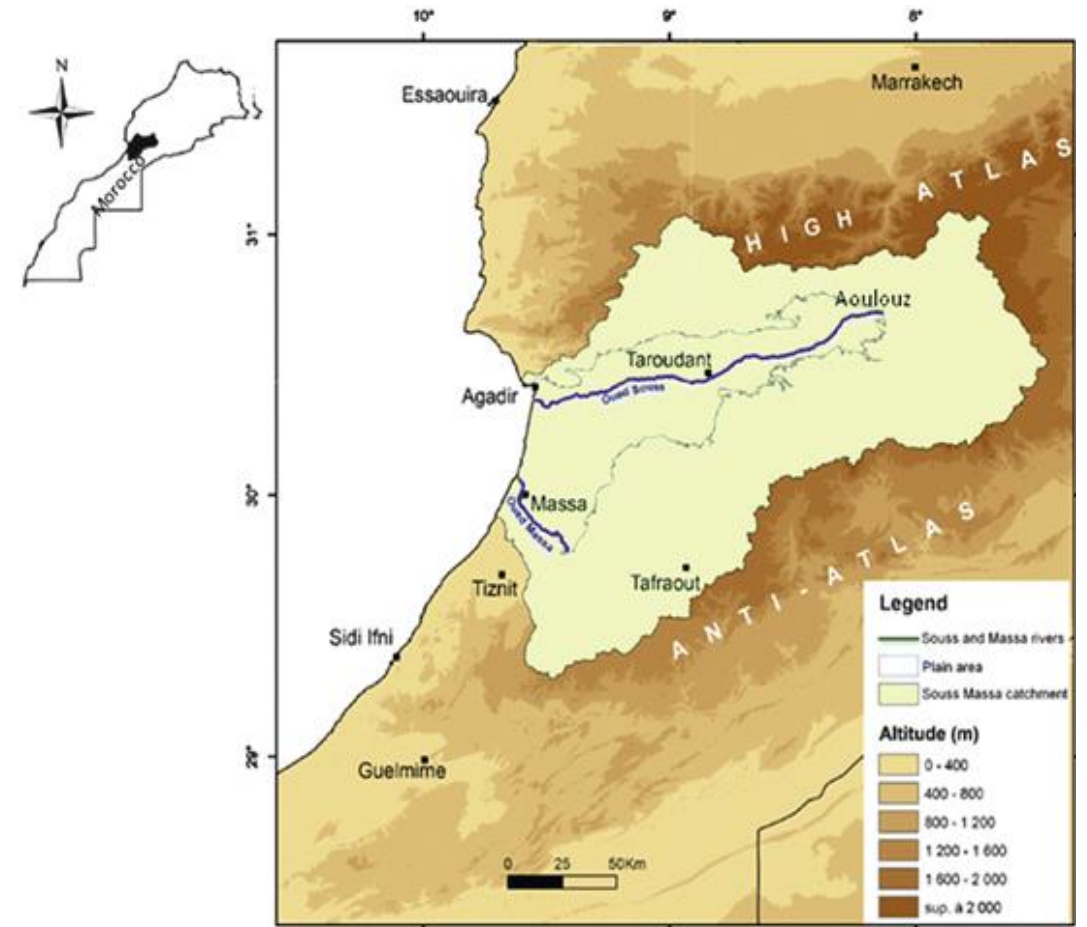 10°
9°
8°
N
Morocco
Essaouira
Marrakech
HIGH ATLAS
31°
Aoulouz
Taroudant
Oued Souss
Agadir
30°
Massa
Oued Massa
Tiznit
Tafraout
ANTI-ATLAS
Sidi Ifni
29°
Guelmime
0 25 50Km
Legend
Souss and Massa rivers
Plain area
Souss Massa catchment
Altitude (m)
0 - 400
400 - 800
800 - 1 200
1 200 - 1 600
1 600 - 2 000
sup. à 2 000